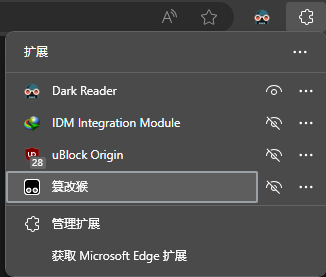 扩展
Dark Reader
IDM Integration Module
uBlock Origin
28
篡改猴
管理扩展
获取 Microsoft Edge 扩展